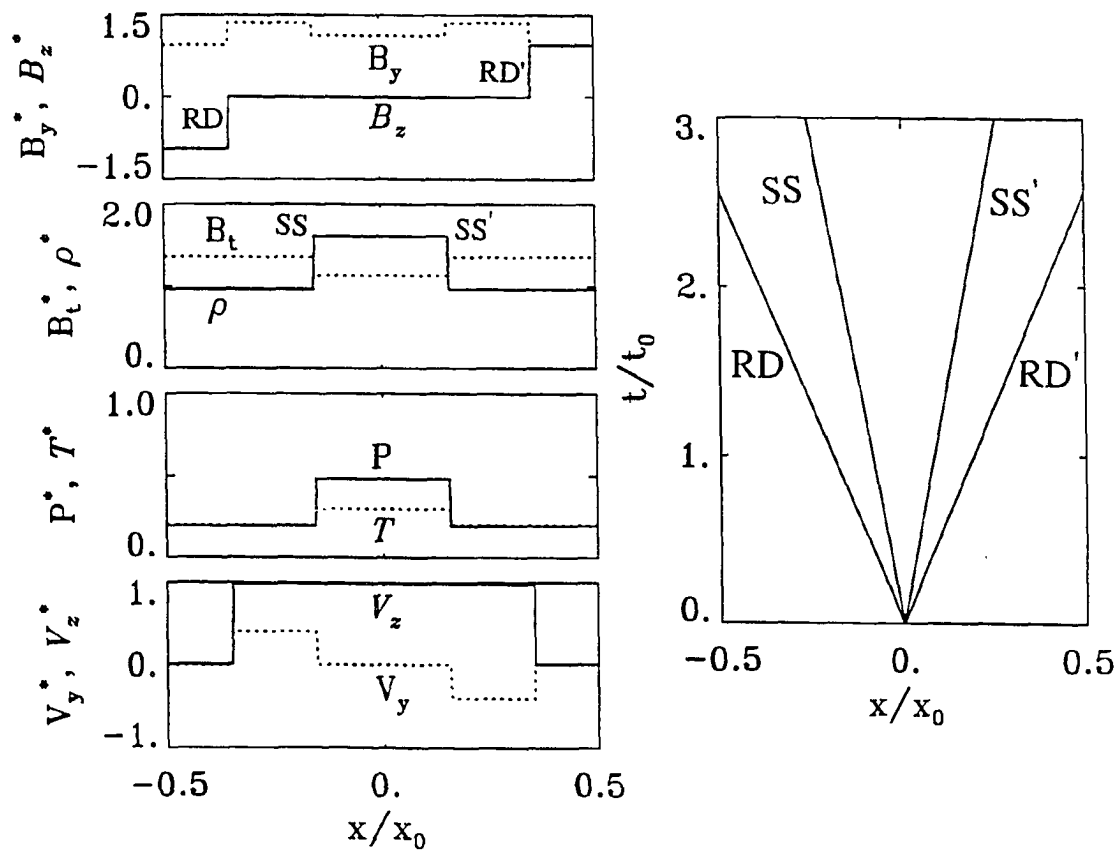 B_y*, B_z*
1.5
0.
-1.5
RD
B_y
B_z
RD'
B_t*, ρ*
2.0
0.
B_t
SS
SS'
ρ
P*, T*
1.0
0.
P
T
V_y*, V_z*
1.
0.
-1.
V_z
V_y
-0.5
0.
0.5
x/x_0
t/t_0
3.
2.
1.
0.
SS
SS'
RD
RD'
-0.5
0.
0.5
x/x_0